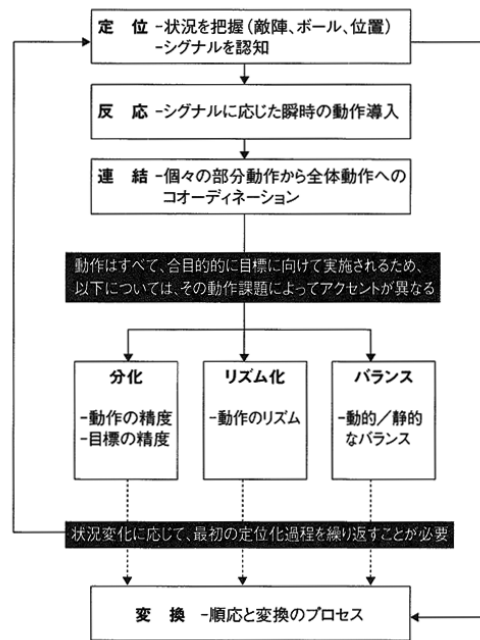 定　位 -状況を把握(敵陣、ボール、位置)
-シグナルを認知
反　応 -シグナルに応じた瞬時の動作導入
連　結 -個々の部分動作から全体動作への
コオーディネーション
動作はすべて、合目的的に目標に向けて実施されるため、
以下については、その動作課題によってアクセントが異なる
分化
-動作の精度
-目標の精度
リズム化
-動作のリズム
バランス
-動的／静的
なバランス
状況変化に応じて、最初の定位化過程を繰り返すことが必要
変　換 -順応と変換のプロセス